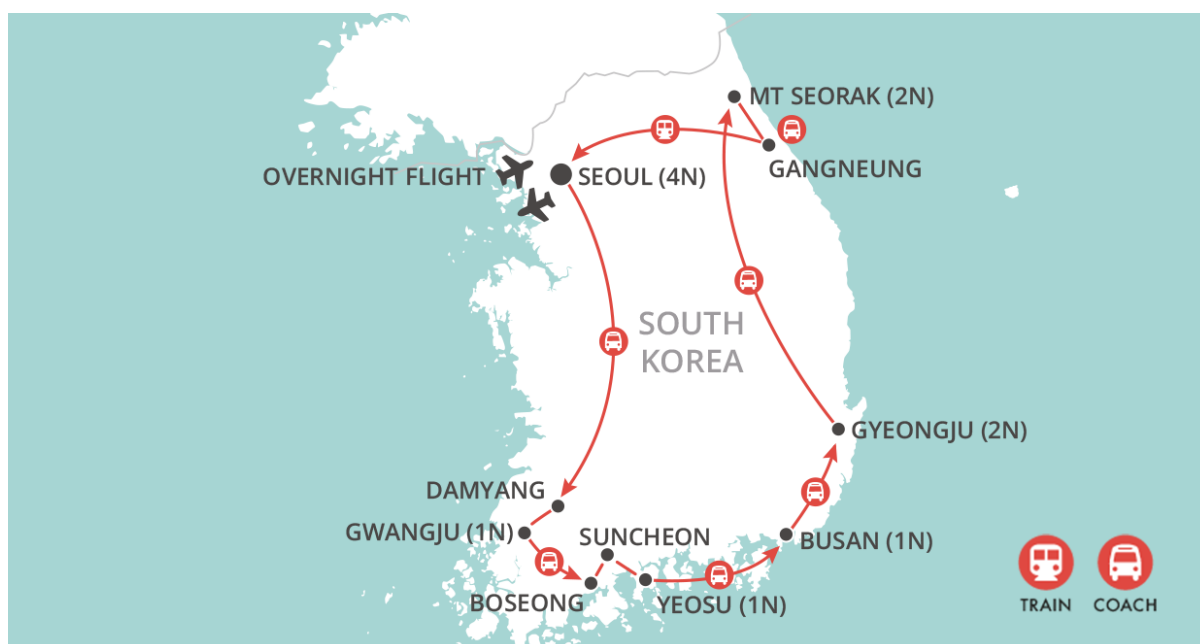 MT SEORAK (2N)
GANGNEUNG
OVERNIGHT FLIGHT
SEOUL (4N)
SOUTH
KOREA
GYEONGJU (2N)
DAMYANG
GWANGJU (1N)
SUNCHEON
BUSAN (1N)
BOSEONG
YEOSU (1N)
TRAIN
COACH